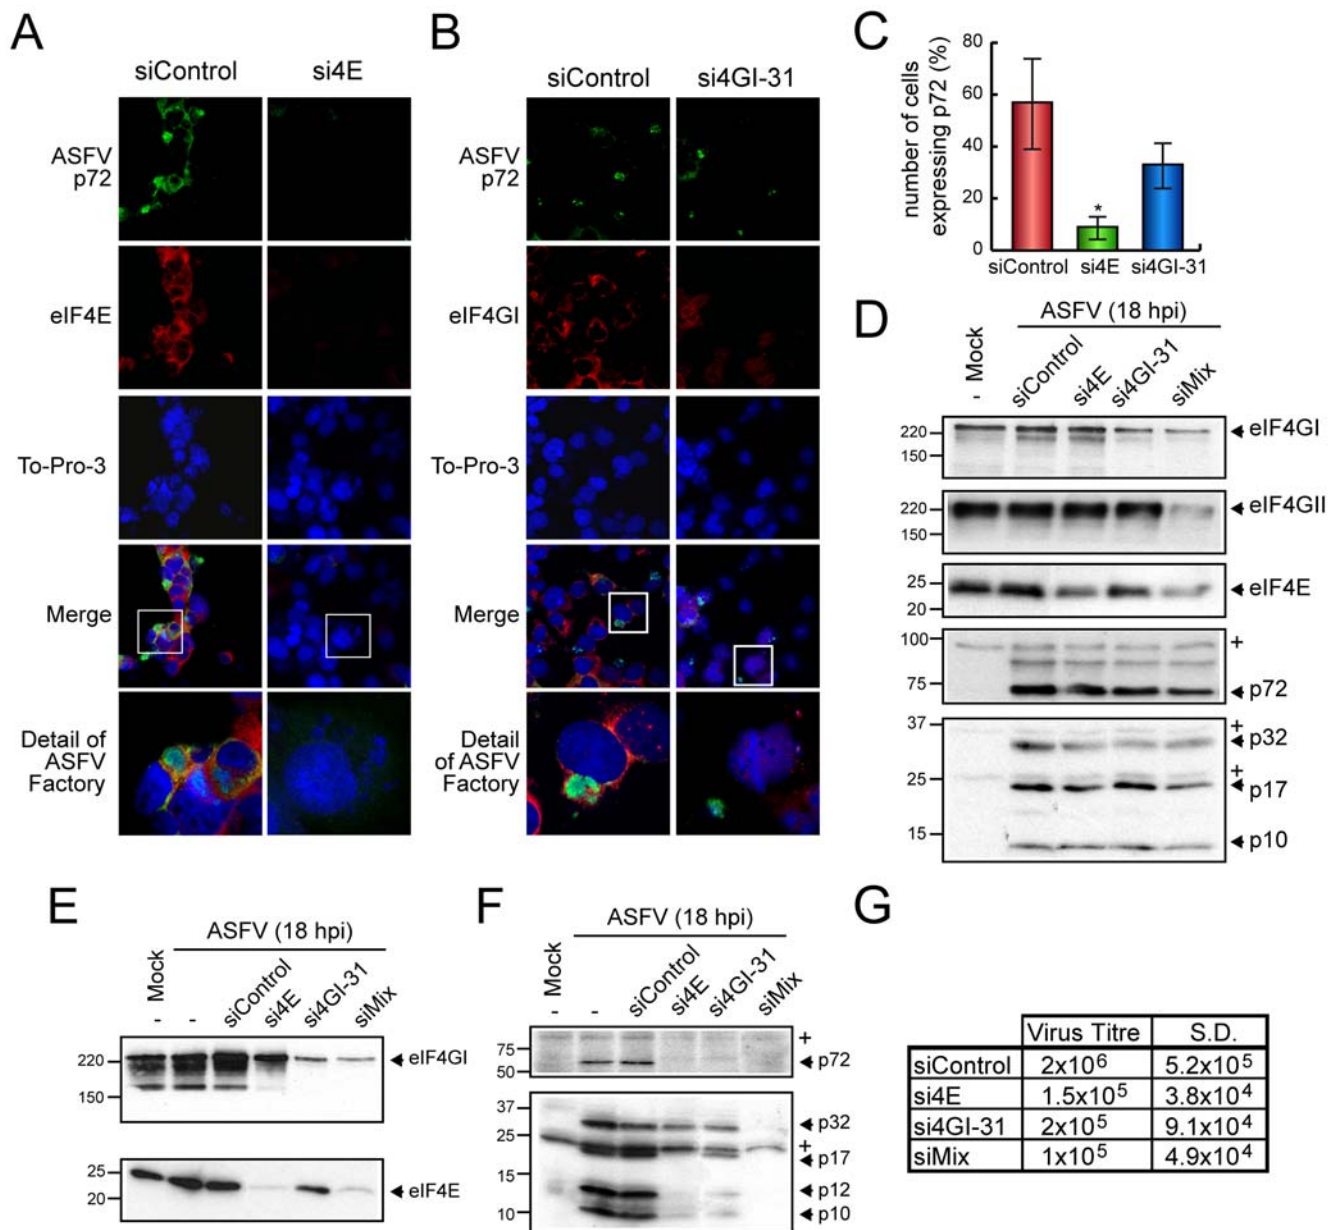 A
siControl
si4E
ASFV
p72
eIF4E
To-Pro-3
Merge
Detail of
ASFV
Factory
B
siControl
si4GI-31
ASFV
p72
eIF4GI
To-Pro-3
Merge
Detail
of ASFV
Factory
C
number of cells
expressing p72 (%)
80
60
40
20
0
*
siControl
si4E
si4GI-31
D
ASFV (18 hpi)
Mock
-
siControl
si4E
si4GI-31
siMix
220
150
eIF4GI
220
150
eIF4GII
25
20
eIF4E
100
75
+
p72
37
25
15
+
p32
+
p17
p10
E
ASFV (18 hpi)
Mock
-
-
siControl
si4E
si4GI-31
siMix
220
150
eIF4GI
25
20
eIF4E
F
ASFV (18 hpi)
Mock
-
-
siControl
si4E
si4GI-31
siMix
75
50
+
p72
37
25
15
10
p32
+
p17
p12
p10
G
Virus Titre S.D.
siControl 2x10⁶ 5.2x10⁵
si4E 1.5x10⁵ 3.8x10⁴
si4GI-31 2x10⁵ 9.1x10⁴
siMix 1x10⁵ 4.9x10⁴